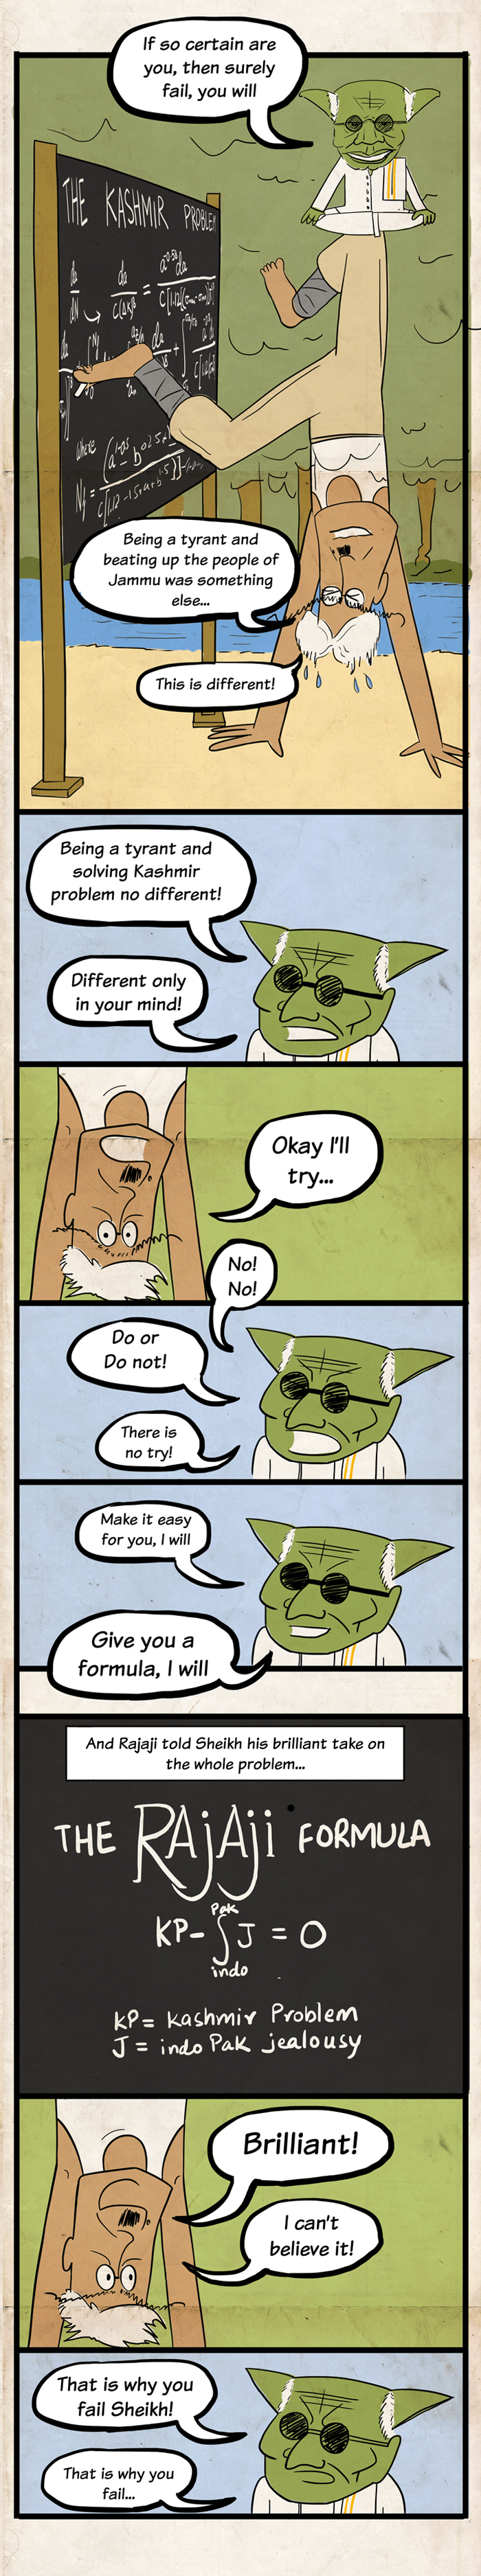 If so certain are
you, then surely
fail, you will
THE KASHMIR PROBLEM
where
Being a tyrant and
beating up the people of
Jammu was something
else...
This is different!
Being a tyrant and
solving Kashmir
problem no different!
Different only
in your mind!
Okay I'll
try...
No!
No!
Do or
Do not!
There is
no try!
Make it easy
for you, I will
Give you a
formula, I will
And Rajaji told Sheikh his brilliant take on
the whole problem...
THE RAjAji FORMULA
Pak
KP- ∫ J = 0
indo
KP = Kashmir Problem
J = indo Pak jealousy
Brilliant!
I can't
believe it!
That is why you
fail Sheikh!
That is why you
fail...